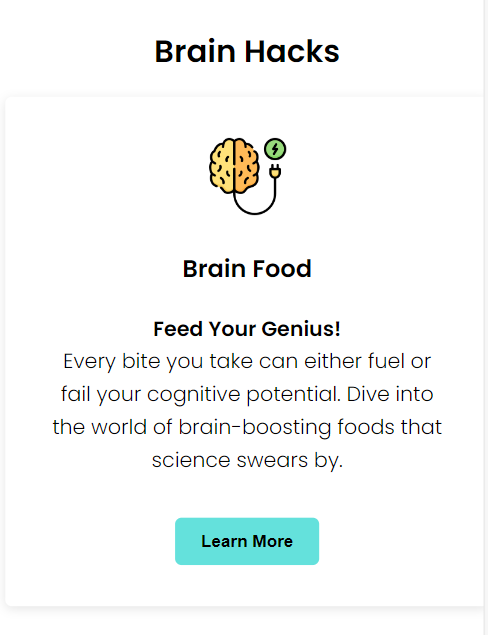 Brain Hacks
Brain Food
Feed Your Genius!
Every bite you take can either fuel or
fail your cognitive potential. Dive into
the world of brain-boosting foods that
science swears by.
Learn More